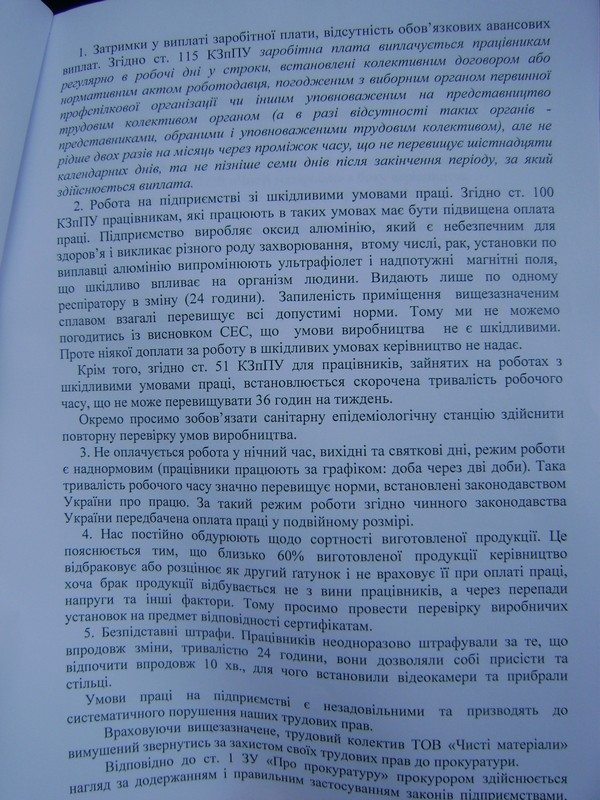 1. Затримки у виплаті заробітної плати, відсутність обов’язкових авансових
виплат. Згідно ст. 115 КЗпПУ заробітна плата виплачується працівникам
регулярно в робочі дні у строки, встановлені колективним договором або
нормативним актом роботодавця, погодженим з виборним органом первинної
профспілкової організації чи іншим уповноваженим на представництво
трудовим колективом органом (а в разі відсутності таких органів -
представниками, обраними і уповноваженими трудовим колективом), але не
рідше двох разів на місяць через проміжок часу, що не перевищує шістнадцяти
календарних днів, та не пізніше семи днів після закінчення періоду, за який
здійснюється виплата.
2. Робота на підприємстві зі шкідливими умовами праці. Згідно ст. 100
КЗпПУ працівникам, які працюють в таких умовах має бути підвищена оплата
праці. Підприємство виробляє оксид алюмінію, який є небезпечним для
здоров’я і викликає різного роду захворювання, втому числі, рак, установки по
виплавці алюмінію випромінюють ультрафіолет і надпотужні магнітні поля,
що шкідливо впливає на організм людини. Видають лише по одному
респіратору в зміну (24 години). Запиленість приміщення вищезазначеним
сплавом взагалі перевищує всі допустимі норми. Тому ми не можемо
погодитись із висновком СЕС, що умови виробництва не є шкідливими.
Проте ніякої доплати за роботу в шкідливих умовах керівництво не надає.
Крім того, згідно ст. 51 КЗпПУ для працівників, зайнятих на роботах з
шкідливими умовами праці, встановлюється скорочена тривалість робочого
часу, що не може перевищувати 36 годин на тиждень.
Окремо просимо зобов’язати санітарну епідеміологічну станцію здійснити
повторну перевірку умов виробництва.
3. Не оплачується робота у нічний час, вихідні та святкові дні, режим роботи
є наднормовим (працівники працюють за графіком: доба через дві доби). Така
тривалість робочого часу значно перевищує норми, встановлені законодавством
України про працю. За такий режим роботи згідно чинного законодавства
України передбачена оплата праці у подвійному розмірі.
4. Нас постійно обдурюють щодо сортності виготовленої продукції. Це
пояснюється тим, що близько 60% виготовленої продукції керівництво
відбраковує або розцінює як другий ґатунок і не враховує її при оплаті праці,
хоча брак продукції відбувається не з вини працівників, а через перепади
напруги та інші фактори. Тому просимо провести перевірку виробничих
установок на предмет відповідності сертифікатам.
5. Безпідставні штрафи. Працівників неодноразово штрафували за те, що
впродовж зміни, тривалістю 24 години, вони дозволяли собі присісти та
відпочити впродовж 10 хв., для чого встановили відеокамери та прибрали
стільці.
Умови праці на підприємстві є незадовільними та призводять до
систематичного порушення наших трудових прав.
Враховуючи вищезазначене, трудовий колектив ТОВ «Чисті матеріали»
вимушений звернутись за захистом своїх трудових прав до прокуратури.
Відповідно до ст. 1 ЗУ «Про прокуратуру» прокурором здійснюється
нагляд за додержанням і правильним застосуванням законів підприємствами,